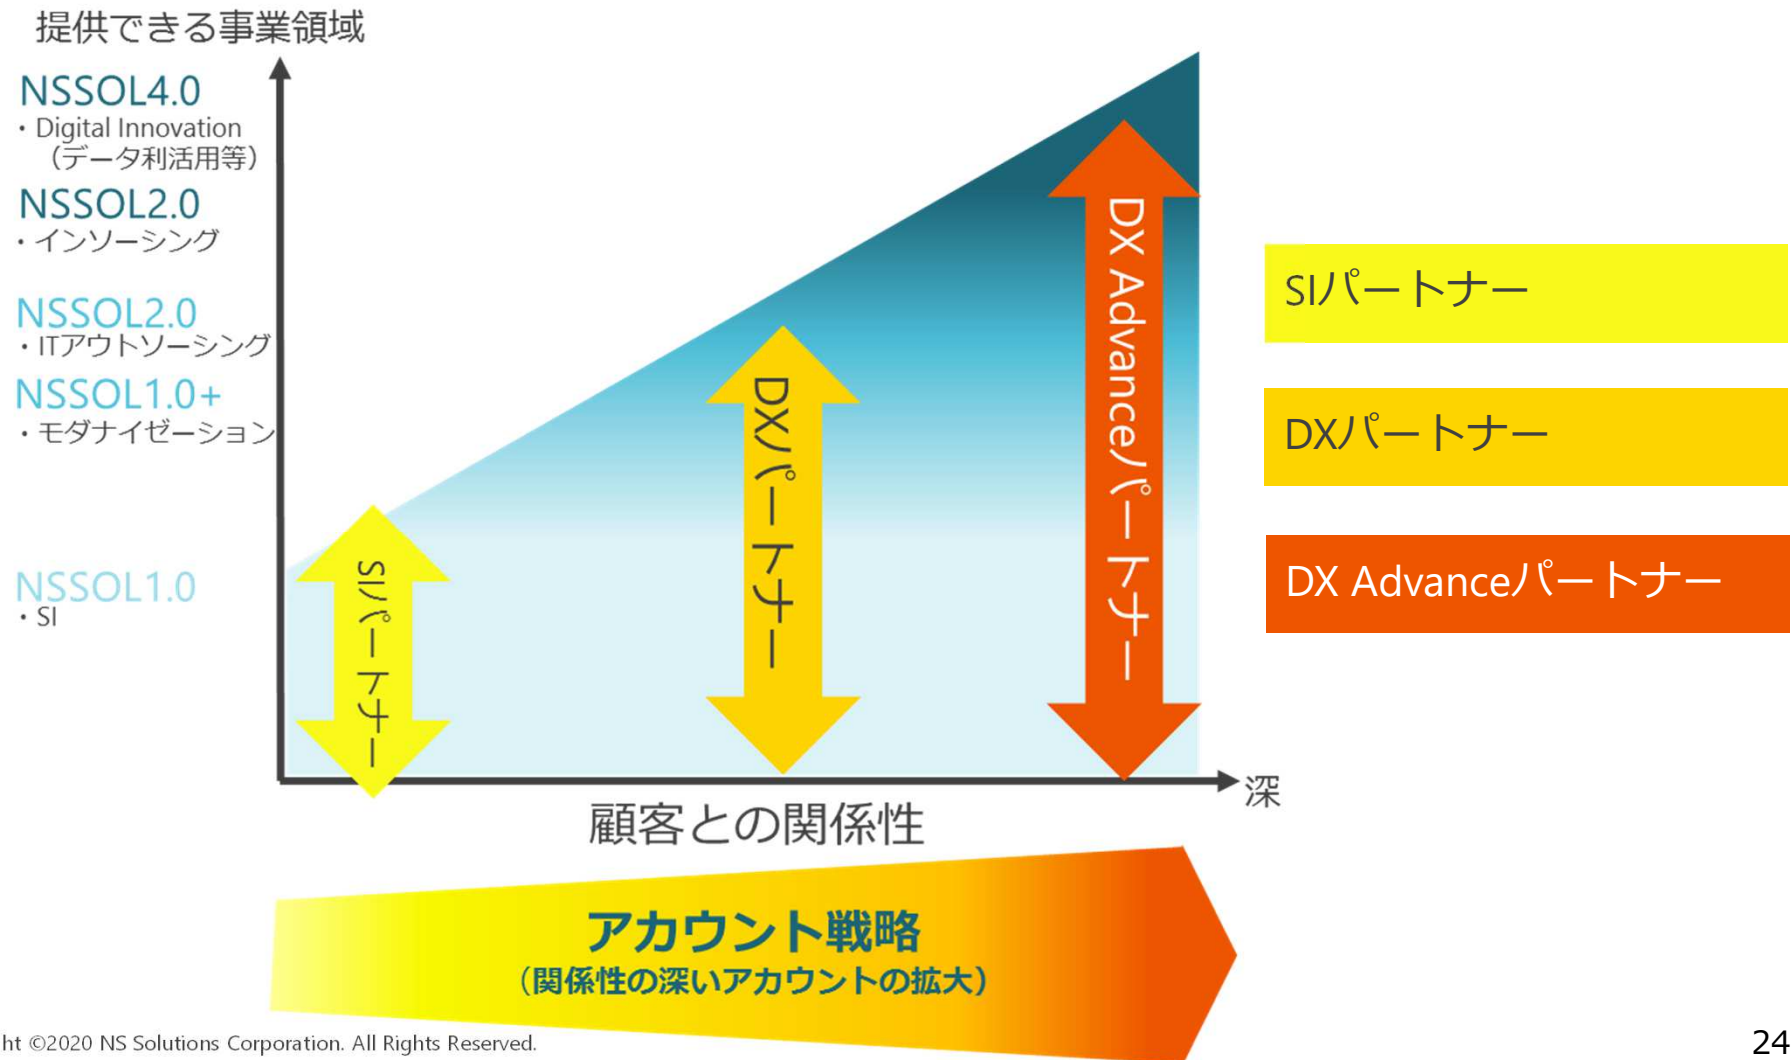 提供できる事業領域
NSSOL4.0
・Digital Innovation
（データ利活用等）
NSSOL2.0
・インソーシング
NSSOL2.0
・ITアウトソーシング
NSSOL1.0+
・モダナイゼーション
NSSOL1.0
・SI
SIパートナー
DXパートナー
DX Advanceパートナー
深
顧客との関係性
アカウント戦略
（関係性の深いアカウントの拡大）
SIパートナー
DXパートナー
DX Advanceパートナー
ht ©2020 NS Solutions Corporation. All Rights Reserved.
24